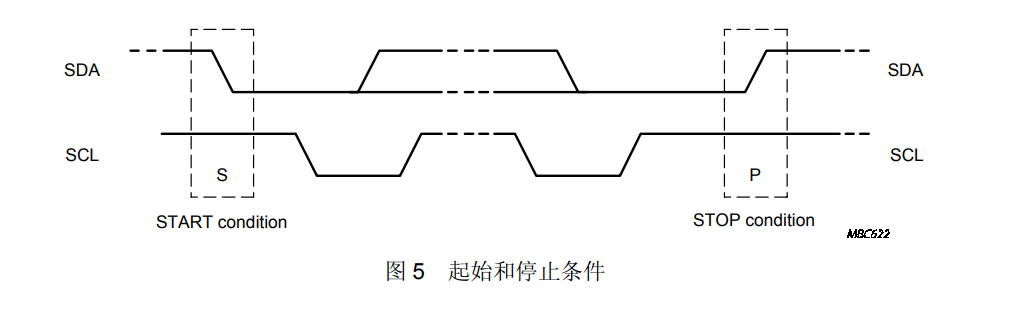 SDA
SDA
SCL
SCL
S
P
START condition
STOP condition
MBC622
图 5 起始和停止条件